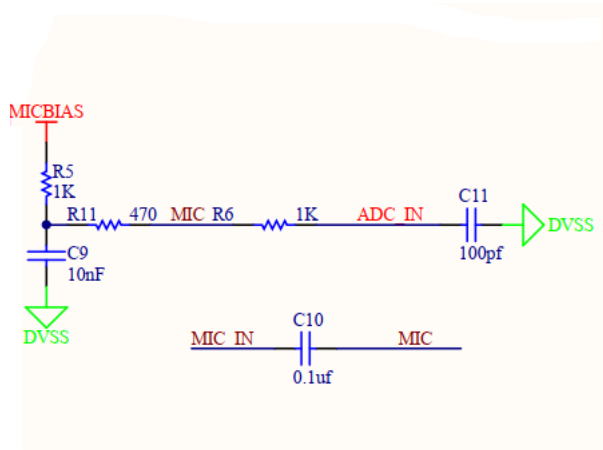 MICBIAS
R5
1K
R11 470 MIC R6 1K ADC_IN
C11
100pf
DVSS
C9
10nF
DVSS
C10
MIC_IN MIC
0.1uf